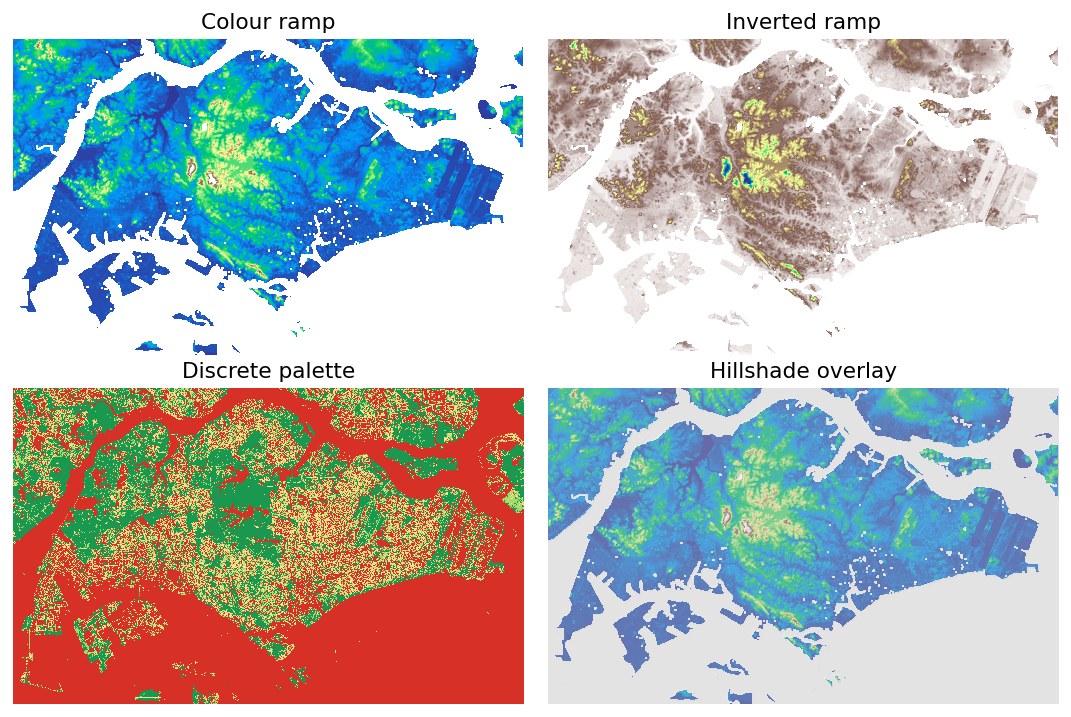 Colour ramp
Inverted ramp
Discrete palette
Hillshade overlay